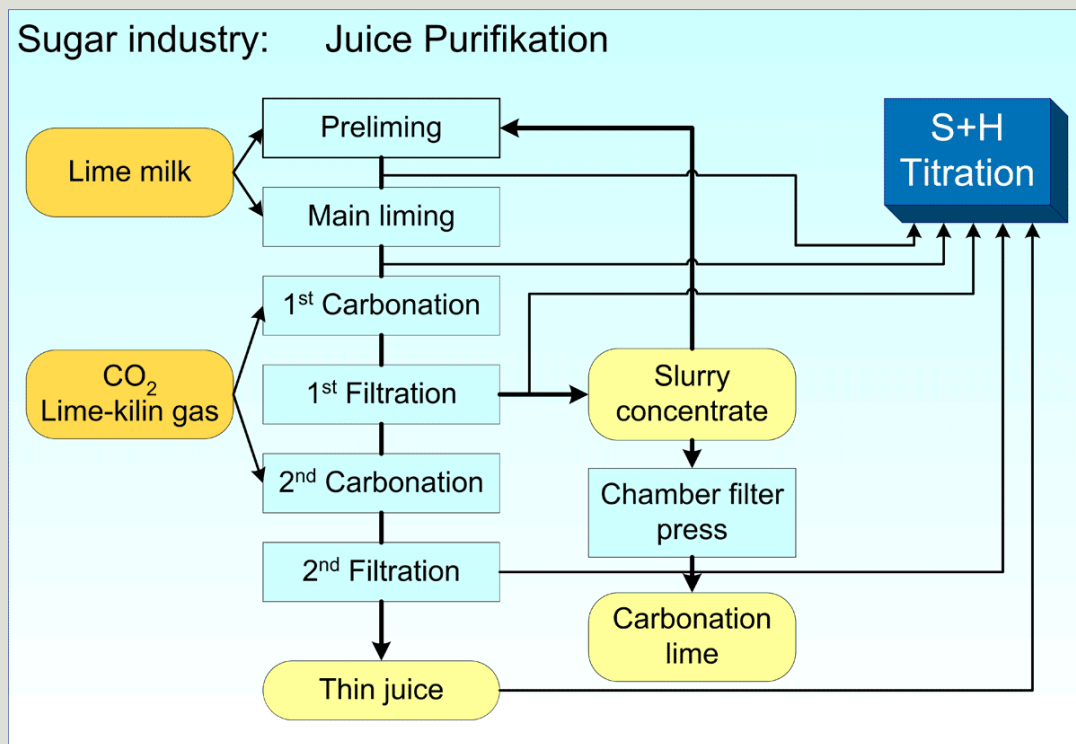 Sugar industry: Juice Purifikation
Preliming
Lime milk
Main liming
S+H
Titration
1st Carbonation
CO2
Lime-kilin gas
1st Filtration
Slurry
concentrate
2nd Carbonation
Chamber filter
press
2nd Filtration
Carbonation
lime
Thin juice